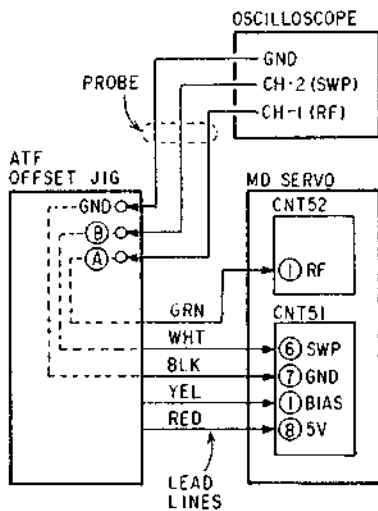 OSCILLOSCOPE
GND
CH-2 (SWP)
CH-1 (RF)
PROBE
ATF
OFFSET JIG
GND
B
A
MD SERVO
CNT52
1 RF
GRN
CNT51
WHT
6 SWP
BLK
7 GND
YEL
1 BIAS
RED
8 5V
LEAD
LINES